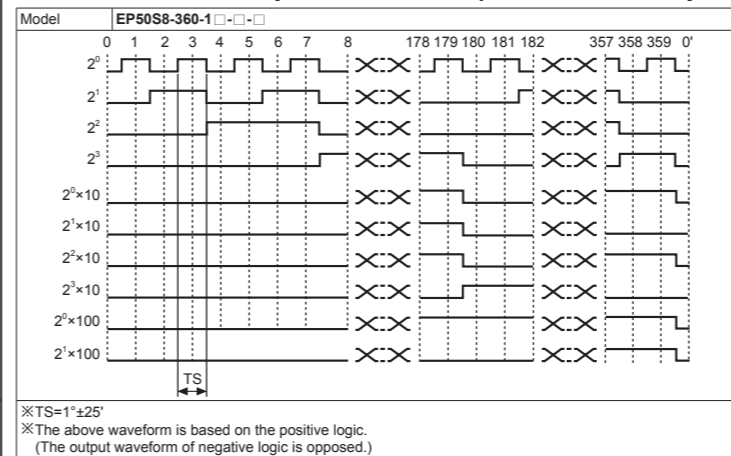 Model EP50S8-360-1□-□-□
0 1 2 3 4 5 6 7 8 178 179 180 181 182 357 358 359 0'
2⁰
2¹
2²
2³
2⁰×10
2¹×10
2²×10
2³×10
2⁰×100
2¹×100
TS
※TS=1°±25'
※The above waveform is based on the positive logic.
(The output waveform of negative logic is opposed.)